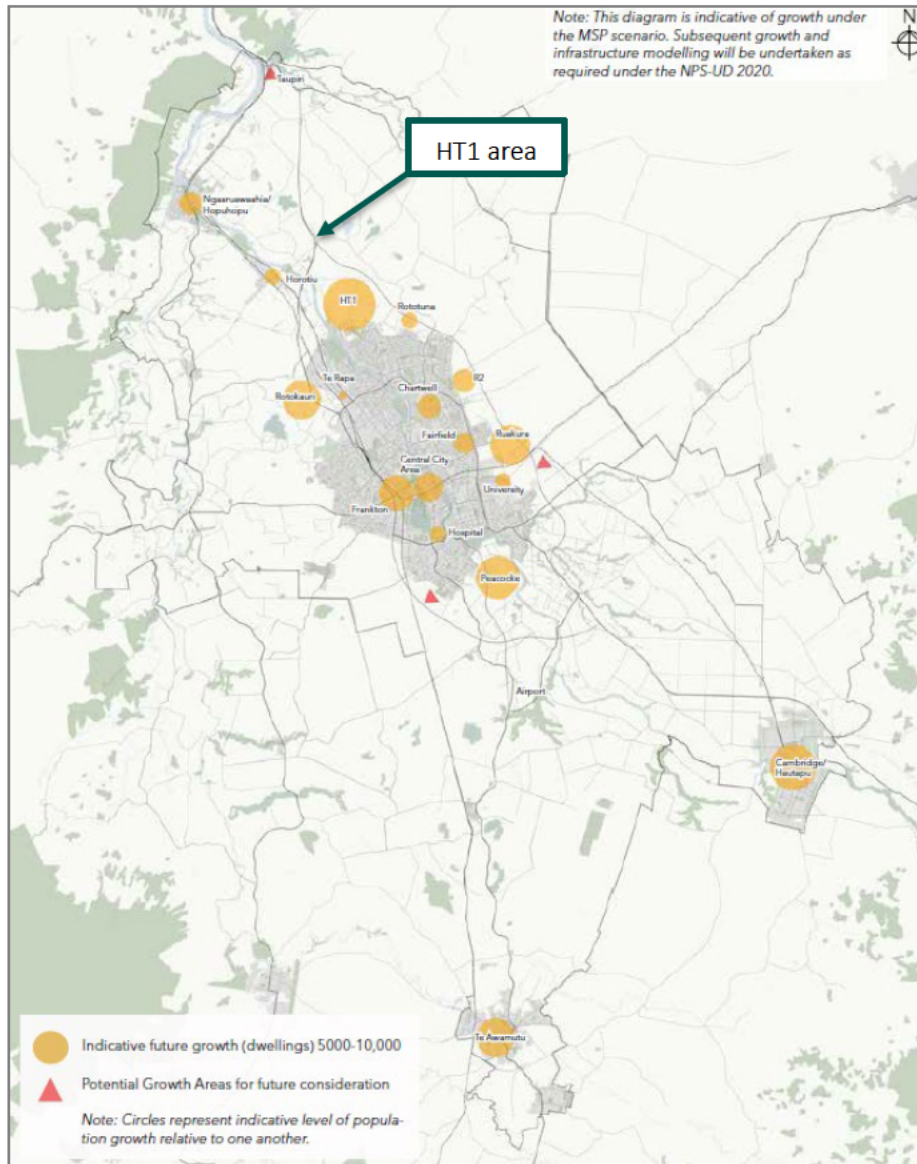 Note: This diagram is indicative of growth under
the MSP scenario. Subsequent growth and
infrastructure modelling will be undertaken as
required under the NPS-UD 2020.
N
Taupiri
HT1 area
Ngaaruawaahia/
Hopuhopu
Horotiu
HT1
Rototuna
Te Rapa
R2
Rotokauri
Chartwell
Fairfield
Ruakura
Central City
Area
University
Frankton
Hospital
Peacocke
Airport
Cambridge/
Hautapu
Te Awamutu
Indicative future growth (dwellings) 5000-10,000
Potential Growth Areas for future consideration
Note: Circles represent indicative level of popula-
tion growth relative to one another.